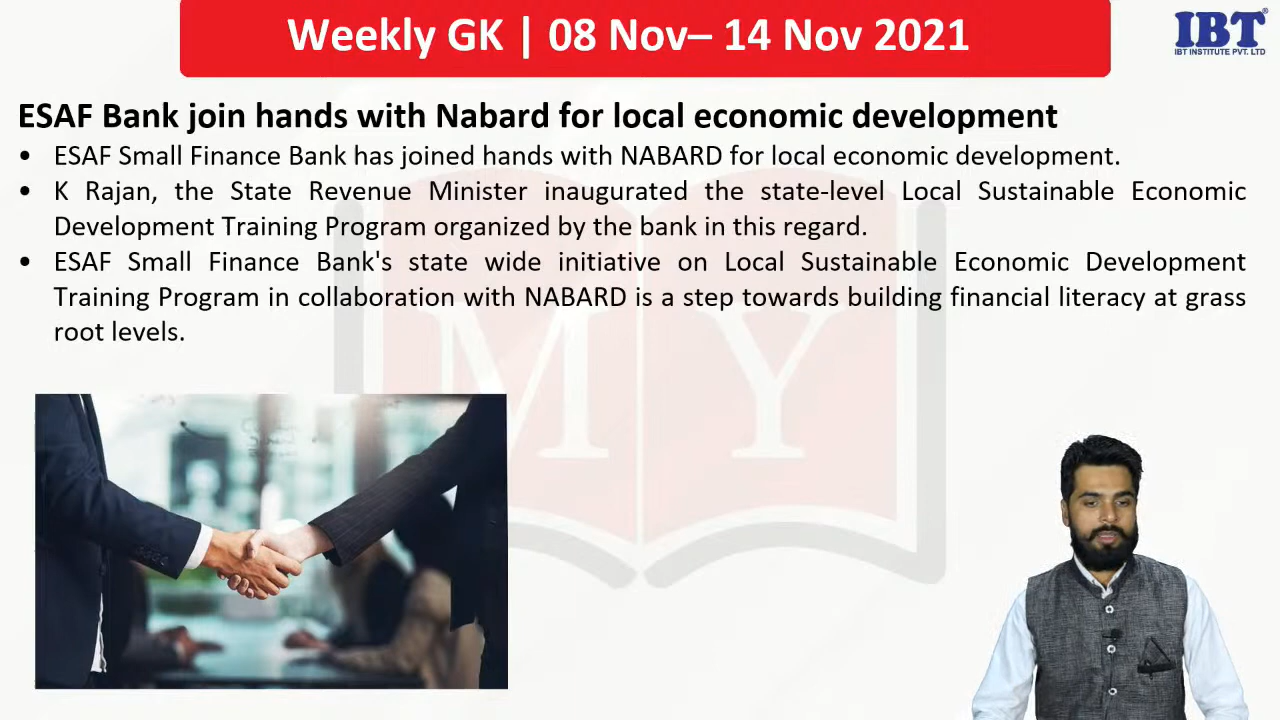 Weekly GK | 08 Nov– 14 Nov 2021
IBT®
IBT INSTITUTE PVT. LTD
ESAF Bank join hands with Nabard for local economic development
• ESAF Small Finance Bank has joined hands with NABARD for local economic development.
• K Rajan, the State Revenue Minister inaugurated the state-level Local Sustainable Economic
Development Training Program organized by the bank in this regard.
• ESAF Small Finance Bank's state wide initiative on Local Sustainable Economic Development
Training Program in collaboration with NABARD is a step towards building financial literacy at grass
root levels.
M Y